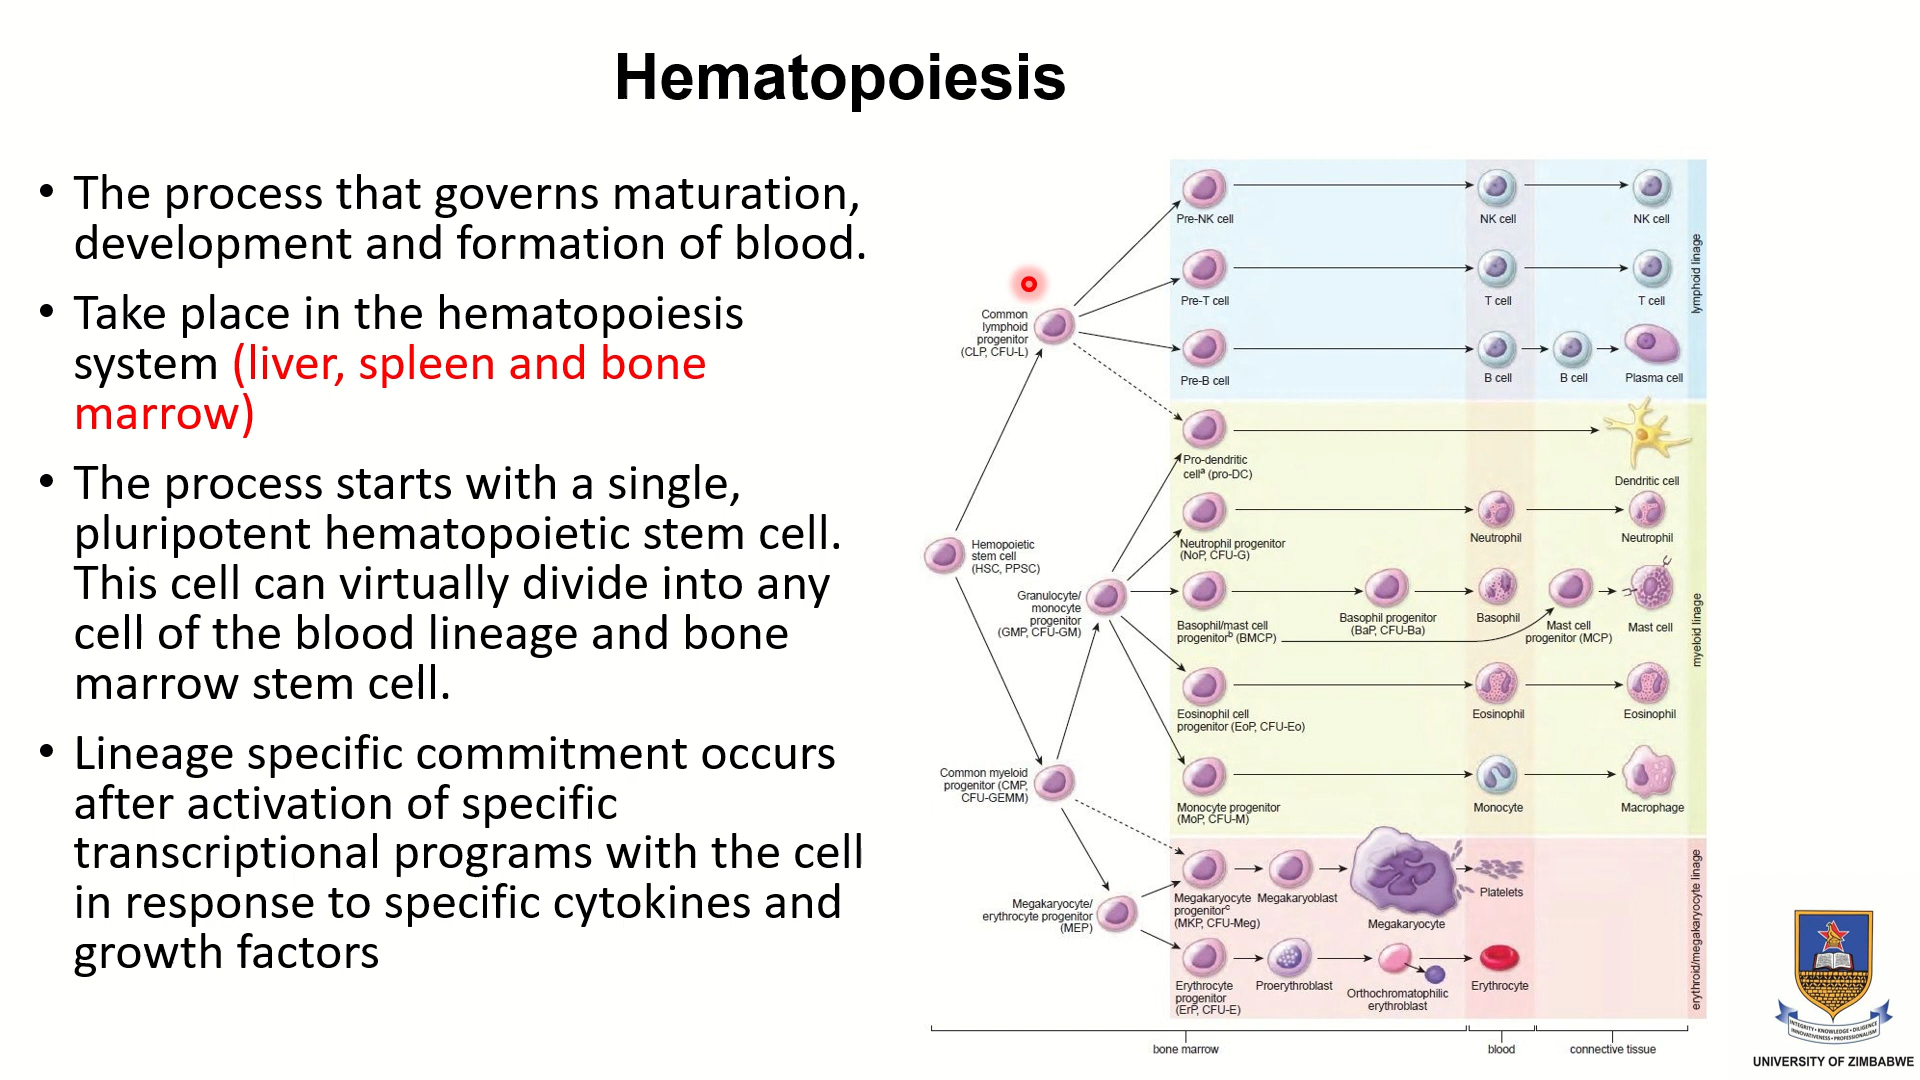 Hematopoiesis
• The process that governs maturation,
development and formation of blood.
• Take place in the hematopoiesis
system (liver, spleen and bone
marrow)
• The process starts with a single,
pluripotent hematopoietic stem cell.
This cell can virtually divide into any
cell of the blood lineage and bone
marrow stem cell.
• Lineage specific commitment occurs
after activation of specific
transcriptional programs with the cell
in response to specific cytokines and
growth factors
Pre-NK cell
NK cell
NK cell
Pre-T cell
T cell
T cell
Common
lymphoid
progenitor
(CLP, CFU-L)
Pre-B cell
B cell
B cell
Plasma cell
lymphoid linage
Pro-dendritic
cellª (pro-DC)
Dendritic cell
Hemopoietic
stem cell
(HSC, PPSC)
Neutrophil progenitor
(NoP, CFU-G)
Neutrophil
Neutrophil
Granulocyte/
monocyte
progenitor
(GMP, CFU-GM)
Basophil/mast cell
progenitorᵇ (BMCP)
Basophil progenitor
(BaP, CFU-Ba)
Basophil
Mast cell
progenitor (MCP)
Mast cell
myeloid linage
Eosinophil cell
progenitor (EoP, CFU-Eo)
Eosinophil
Eosinophil
Common myeloid
progenitor (CMP,
CFU-GEMM)
Monocyte progenitor
(MoP, CFU-M)
Monocyte
Macrophage
Megakaryocyte/
erythrocyte progenitor
(MEP)
Megakaryocyte
progenitorᶜ
(MKP, CFU-Meg)
Megakaryoblast
Megakaryocyte
Platelets
Erythrocyte
progenitor
(ErP, CFU-E)
Proerythroblast
Orthochromatophilic
erythroblast
Erythrocyte
erythroid/megakaryocyte linage
bone marrow
blood
connective tissue
INTEGRITY • KNOWLEDGE • DILIGENCE
INNOVATIVENESS • PROFESSIONALISM
UNIVERSITY OF ZIMBABWE